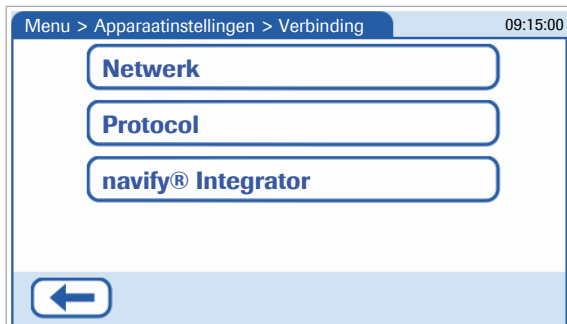 Menu > Apparaatinstellingen > Verbinding 09:15:00
Netwerk
Protocol
navify® Integrator